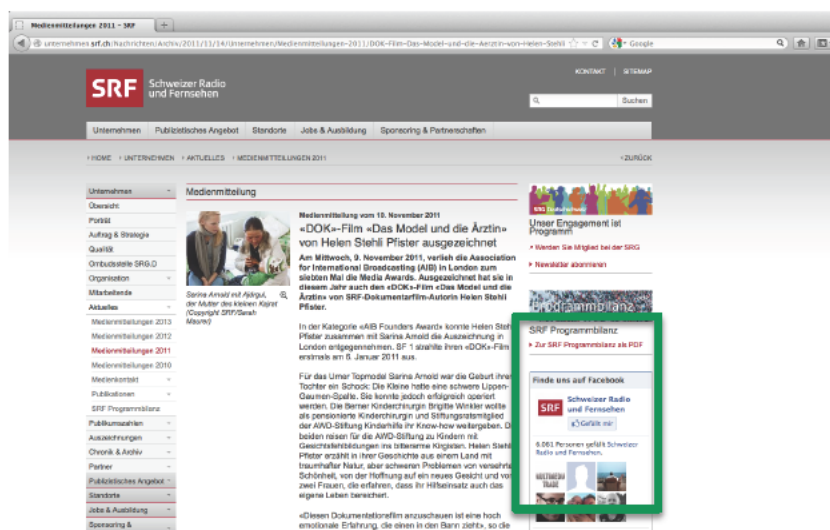 Medienmitteilungen 2011 - SRF
unternehmen.srf.ch/Nachrichten/Archiv/2011/11/14/Unternehmen/Medienmitteilungen-2011/DOK-Film-Das-Model-und-die-Aerztin-von-Helen-Stehli
Google
KONTAKT | SITEMAP
SRF Schweizer Radio
und Fernsehen
Suchen
Unternehmen Publizistisches Angebot Standorte Jobs & Ausbildung Sponsoring & Partnerschaften
HOME UNTERNEHMEN AKTUELLES MEDIENMITTEILUNGEN 2011
ZURÜCK
Unternehmen
Übersicht
Porträt
Auftrag & Strategie
Qualität
Ombudsstelle SRG.D
Organisation
Mitarbeitende
Aktuelles
Medienmitteilungen 2013
Medienmitteilungen 2012
Medienmitteilungen 2011
Medienmitteilungen 2010
Medienkontakt
Publikationen
SRF Programmbilanz
Publikumszahlen
Auszeichnungen
Chronik & Archiv
Partner
Publizistisches Angebot
Standorte
Jobs & Ausbildung
Sponsoring &
Medienmitteilung
Sarina Arnold mit Ajdrgul,
der Mutter des kleinen Kajrat
(Copyright SRF/Sarah
Maurer)
Medienmitteilung vom 10. November 2011
«DOK»-Film «Das Model und die Ärztin»
von Helen Stehli Pfister ausgezeichnet
Am Mittwoch, 9. November 2011, verlieh die Association
for International Broadcasting (AIB) in London zum
siebten Mal die Media Awards. Ausgezeichnet hat sie in
diesem Jahr auch den «DOK»-Film «Das Model und die
Ärztin» von SRF-Dokumentarfilm-Autorin Helen Stehli
Pfister.
In der Kategorie «AIB Founders Award» konnte Helen Stehl
Pfister zusammen mit Sarina Arnold die Auszeichnung in
London entgegennehmen. SF 1 strahlte ihren «DOK»-Film
erstmals am 6. Januar 2011 aus.
Für das Urner Topmodel Sarina Arnold war die Geburt ihrer
Tochter ein Schock: Die Kleine hatte eine schwere Lippen-
Gaumen-Spalte. Sie konnte jedoch erfolgreich operiert
werden. Die Berner Kinderchirurgin Brigitte Winkler wollte
als pensionierte Kinderchirurgin und Stiftungsratsmitglied
der AWD-Stiftung Kinderhilfe ihr Know-how weitergeben. D
beiden reisen für die AWD-Stiftung zu Kindern mit
Gesichtsfehlbildungen ins bitterarme Kirgistan. Helen Stehl
Pfister erzählt in ihrer Geschichte aus einem Land mit
traumhafter Natur, aber schweren Problemen von versehrte
Schönheit, von der Hoffnung auf ein neues Gesicht und von
zwei Frauen, die erfahren, dass ihr Hilfseinsatz auch das
eigene Leben bereichert.
«Diesen Dokumentationsfilm anzuschauen ist eine hoch
emotionale Erfahrung, die einen in den Bann zieht», so die
SRG Deutschschweiz
Unser Engagement ist
Programm
Werden Sie Mitglied bei der SRG
Newsletter abonnieren
Programmbilanz
SRF Programmbilanz
Zur SRF Programmbilanz als PDF
Finde uns auf Facebook
SRF Schweizer Radio
und Fernsehen
Gefällt mir
6.061 Personen gefällt Schweizer
Radio und Fernsehen.
MULTIMEDIA
TRADE